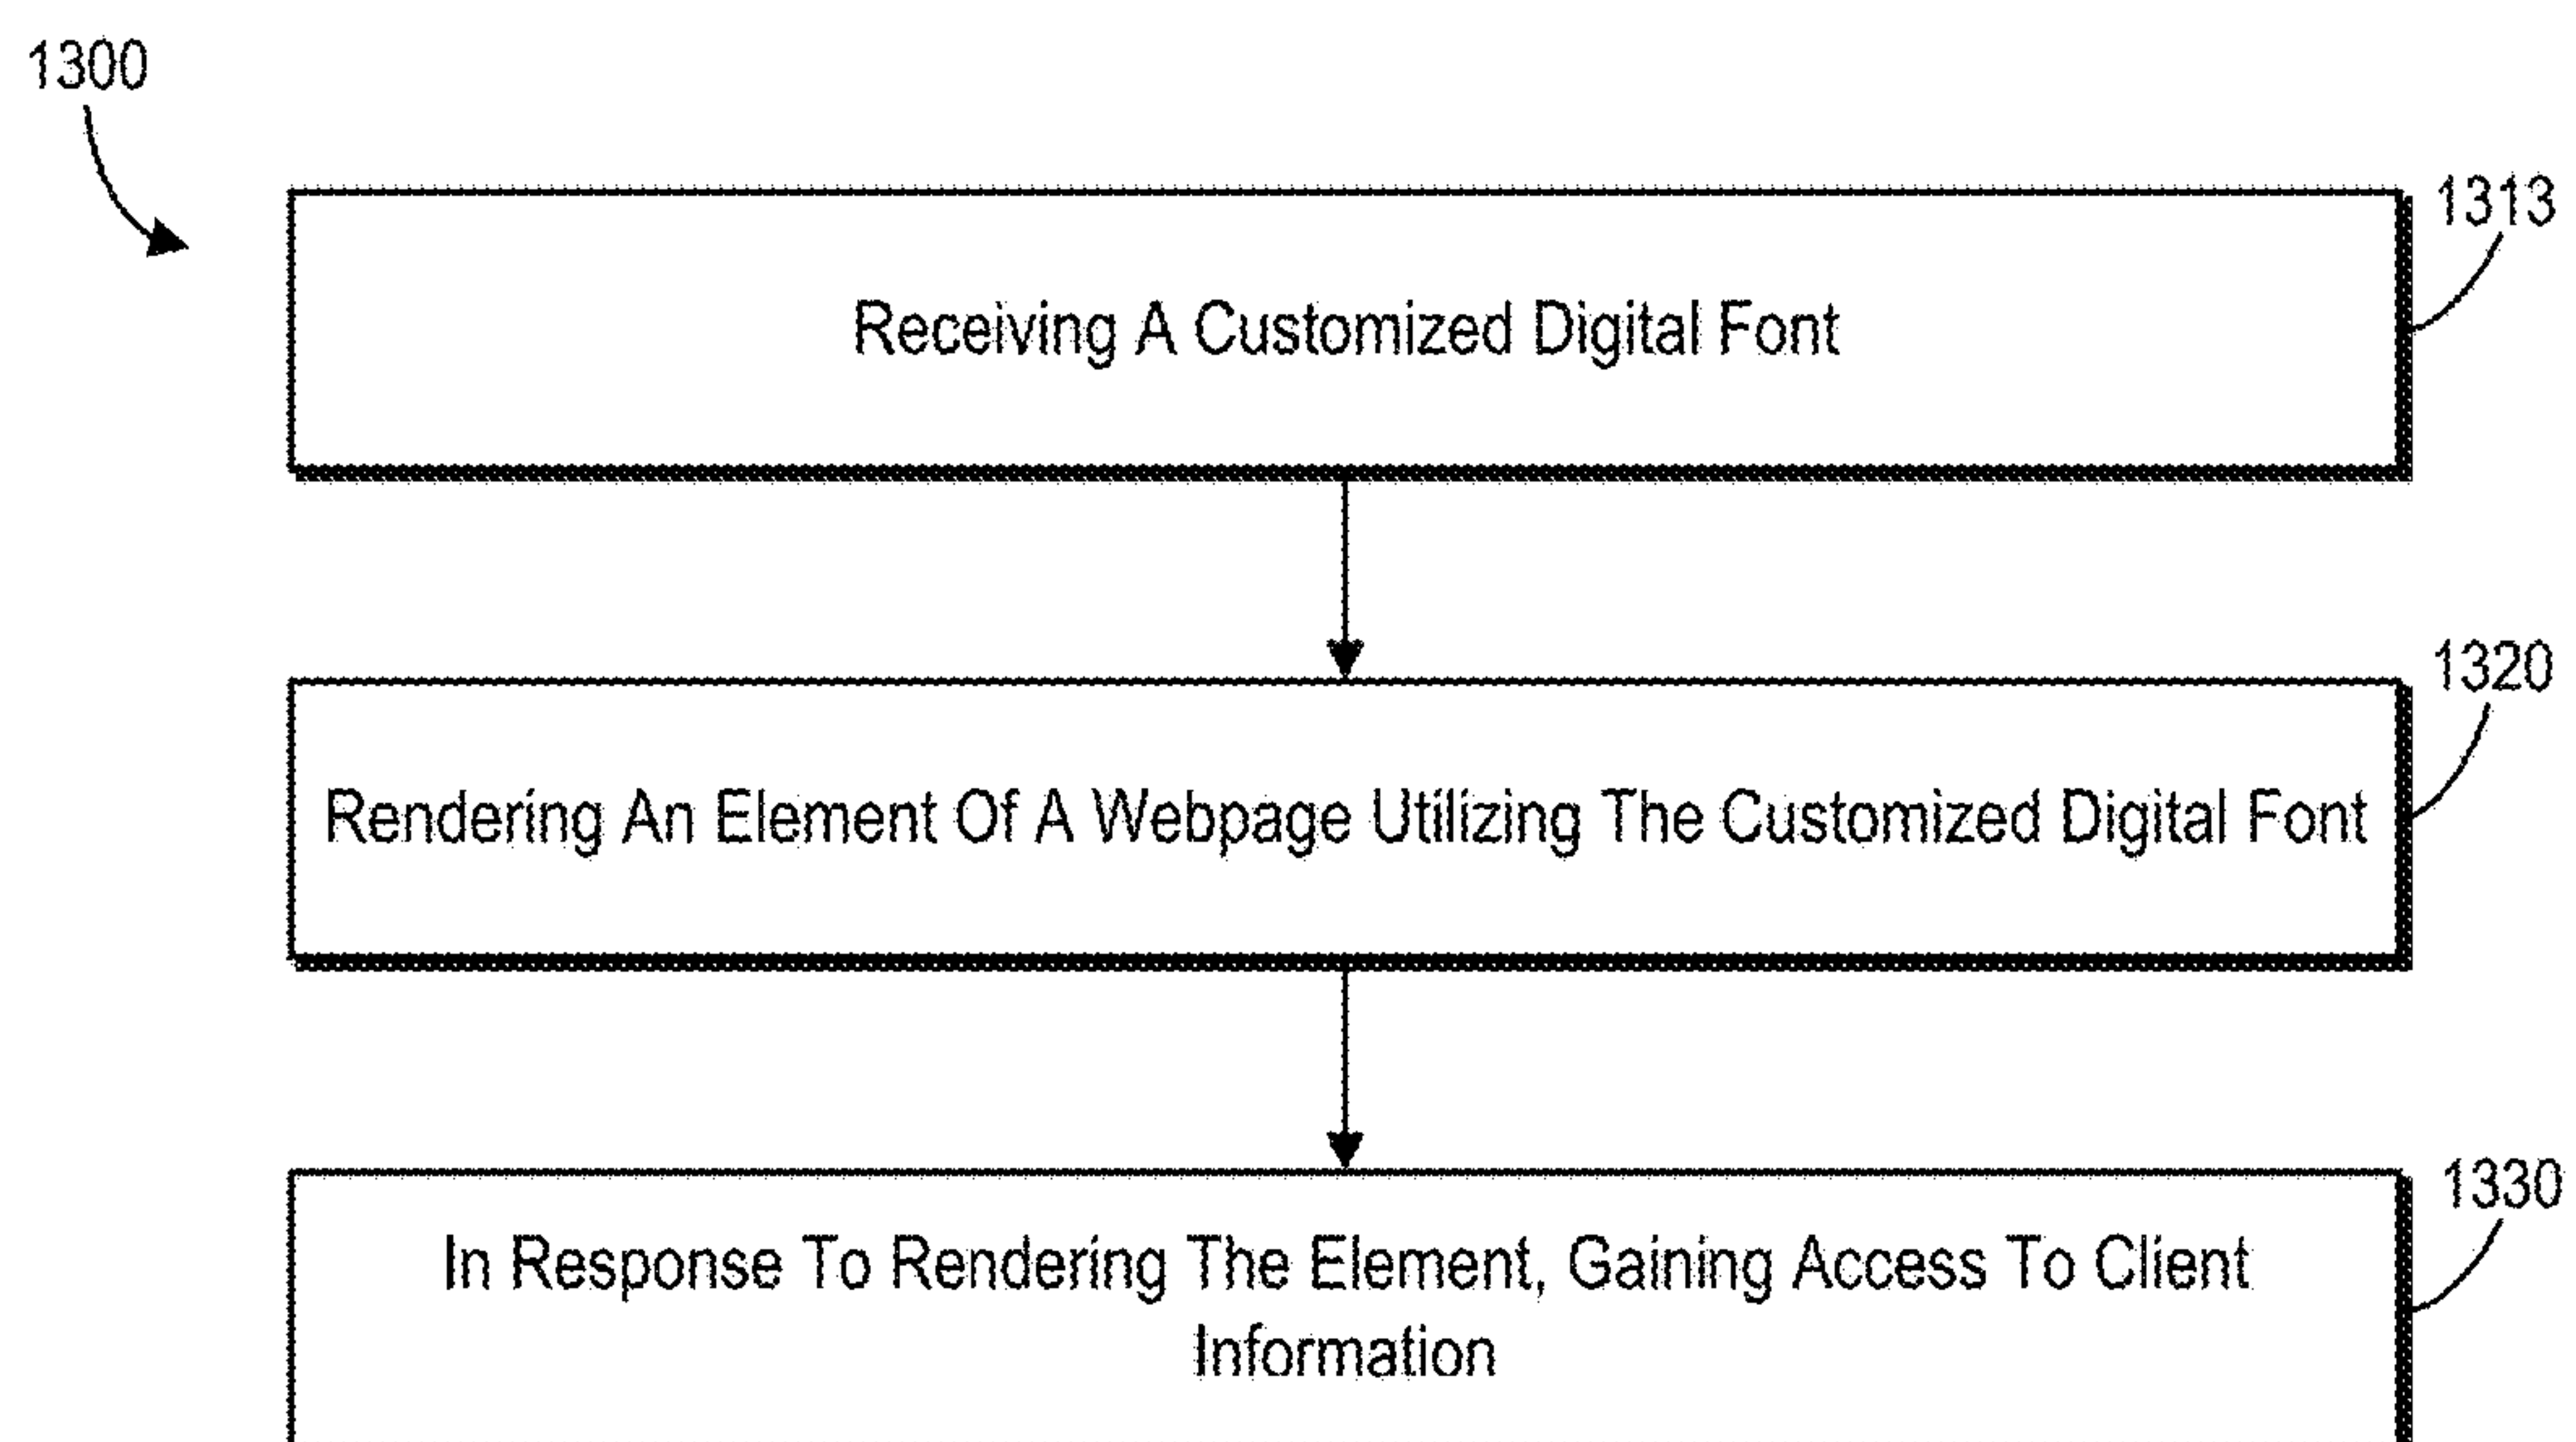 1300
1313
Receiving A Customized Digital Font
1320
Rendering An Element Of A Webpage Utilizing The Customized Digital Font
1330
In Response To Rendering The Element, Gaining Access To Client
Information